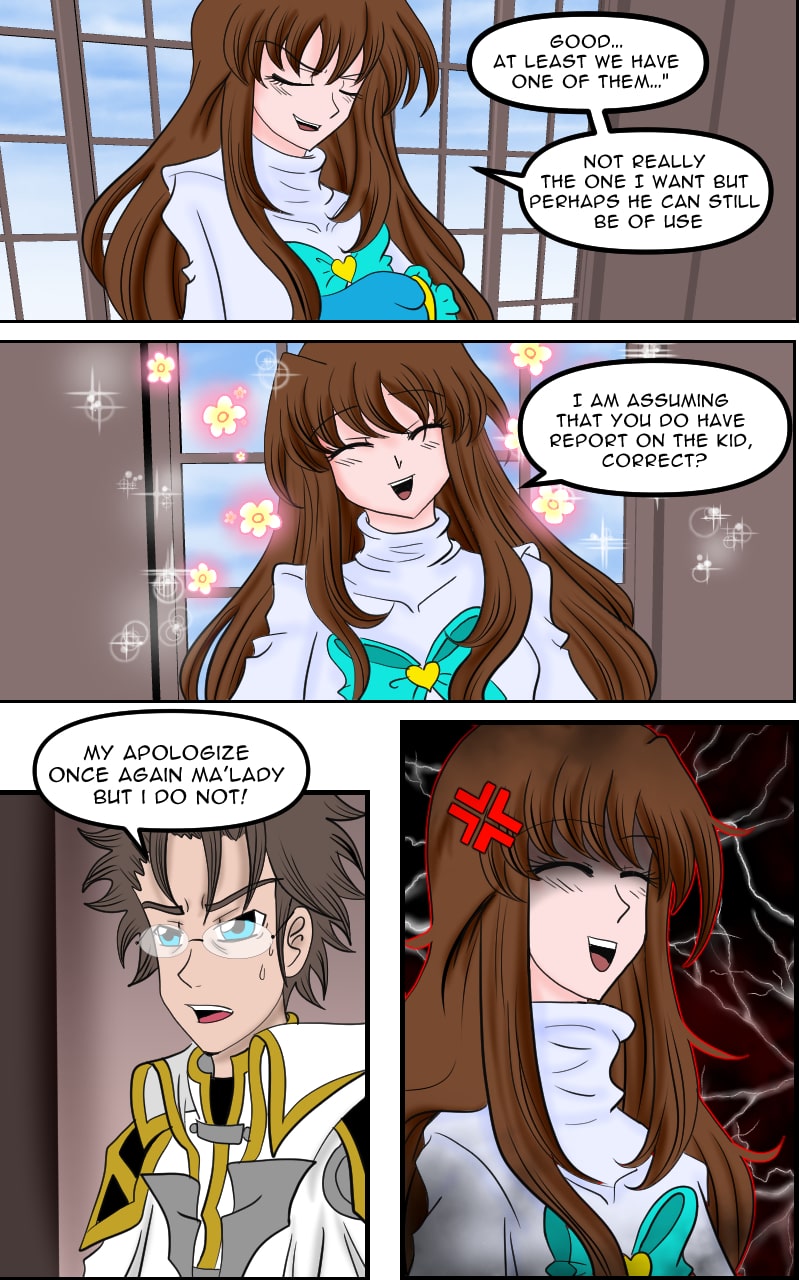 GOOD...
AT LEAST WE HAVE
ONE OF THEM..."
NOT REALLY
THE ONE I WANT BUT
PERHAPS HE CAN STILL
BE OF USE
I AM ASSUMING
THAT YOU DO HAVE
REPORT ON THE KID,
CORRECT?
MY APOLOGIZE
ONCE AGAIN MA'LADY
BUT I DO NOT!